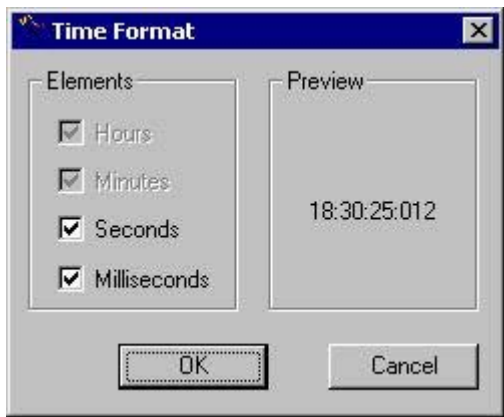 Time Format
Elements
Preview
Hours
Minutes
Seconds
Milliseconds
18:30:25:012
OK
Cancel